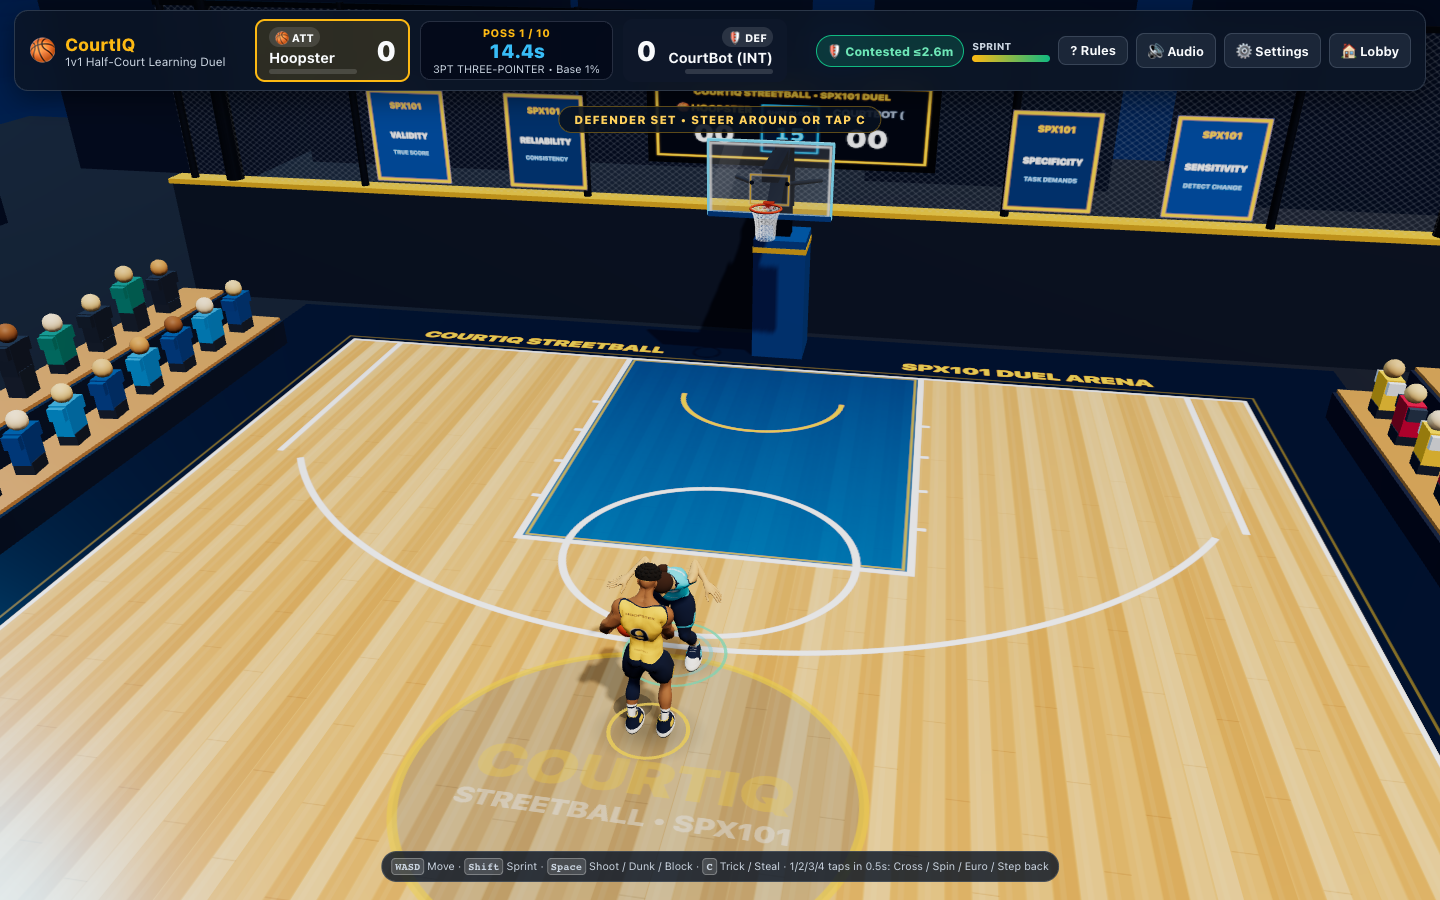 CourtIQ
1v1 Half-Court Learning Duel
ATT
Hoopster
0
POSS 1 / 10
14.4s
3PT THREE-POINTER • Base 1%
0
DEF
CourtBot (INT)
Contested ≤2.6m
SPRINT
? Rules
Audio
Settings
Lobby
DEFENDER SET • STEER AROUND OR TAP C
COURTIQ STREETBALL • SPX101 DUEL
00
15
00
SPX101
VALIDITY
TRUE SCORE
SPX101
RELIABILITY
CONSISTENCY
SPX101
SPECIFICITY
TASK DEMANDS
SPX101
SENSITIVITY
DETECT CHANGE
COURTIQ STREETBALL
SPX101 DUEL ARENA
COURTIQ
STREETBALL • SPX101
WASD Move · Shift Sprint · Space Shoot / Dunk / Block · C Trick / Steal · 1/2/3/4 taps in 0.5s: Cross / Spin / Euro / Step back